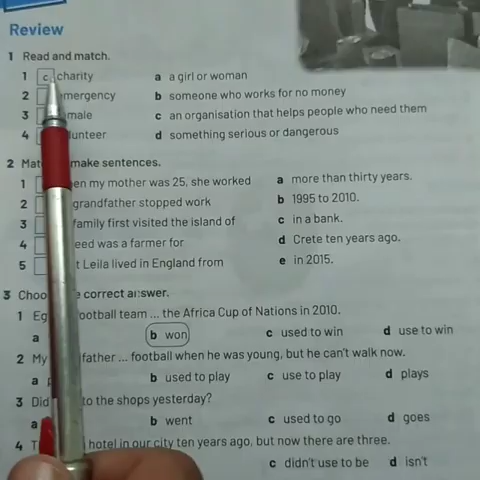 Review
1 Read and match.
1 c charity a a girl or woman
2 emergency b someone who works for no money
3 male c an organisation that helps people who need them
4 lunteer d something serious or dangerous
2 Mat make sentences.
1 en my mother was 25, she worked a more than thirty years.
2 grandfather stopped work b 1995 to 2010.
3 family first visited the island of c in a bank.
4 eed was a farmer for d Crete ten years ago.
5 t Leila lived in England from e in 2015.
3 Choo e correct answer.
1 Eg ootball team ... the Africa Cup of Nations in 2010.
a b won c used to win d use to win
2 My father ... football when he was young, but he can't walk now.
a p b used to play c use to play d plays
3 Did to the shops yesterday?
a b went c used to go d goes
4 T hotel in our city ten years ago, but now there are three.
c didn't use to be d isn't